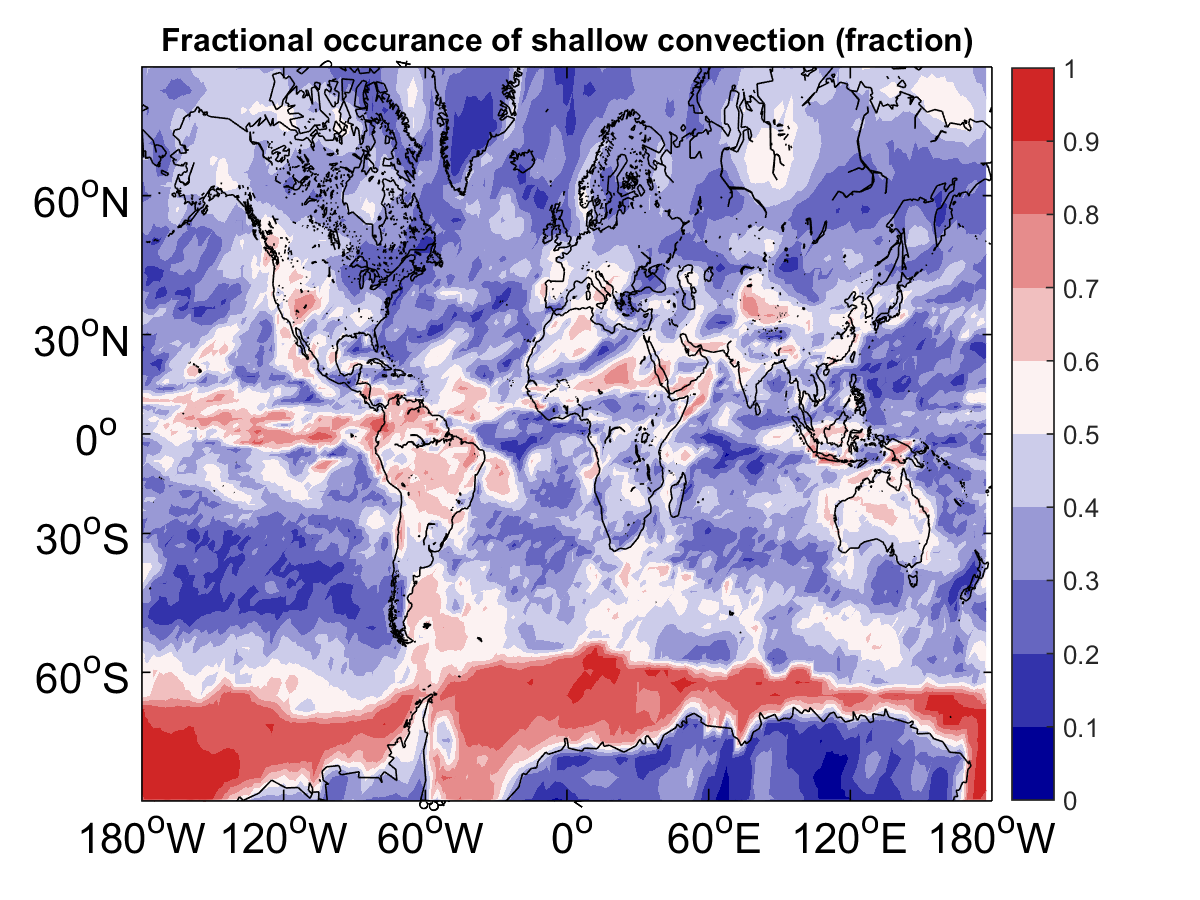 Fractional occurance of shallow convection (fraction)
60°N
30°N
0°
30°S
60°S
180°W 120°W 60°W 0° 60°E 120°E 180°W
1
0.9
0.8
0.7
0.6
0.5
0.4
0.3
0.2
0.1
0